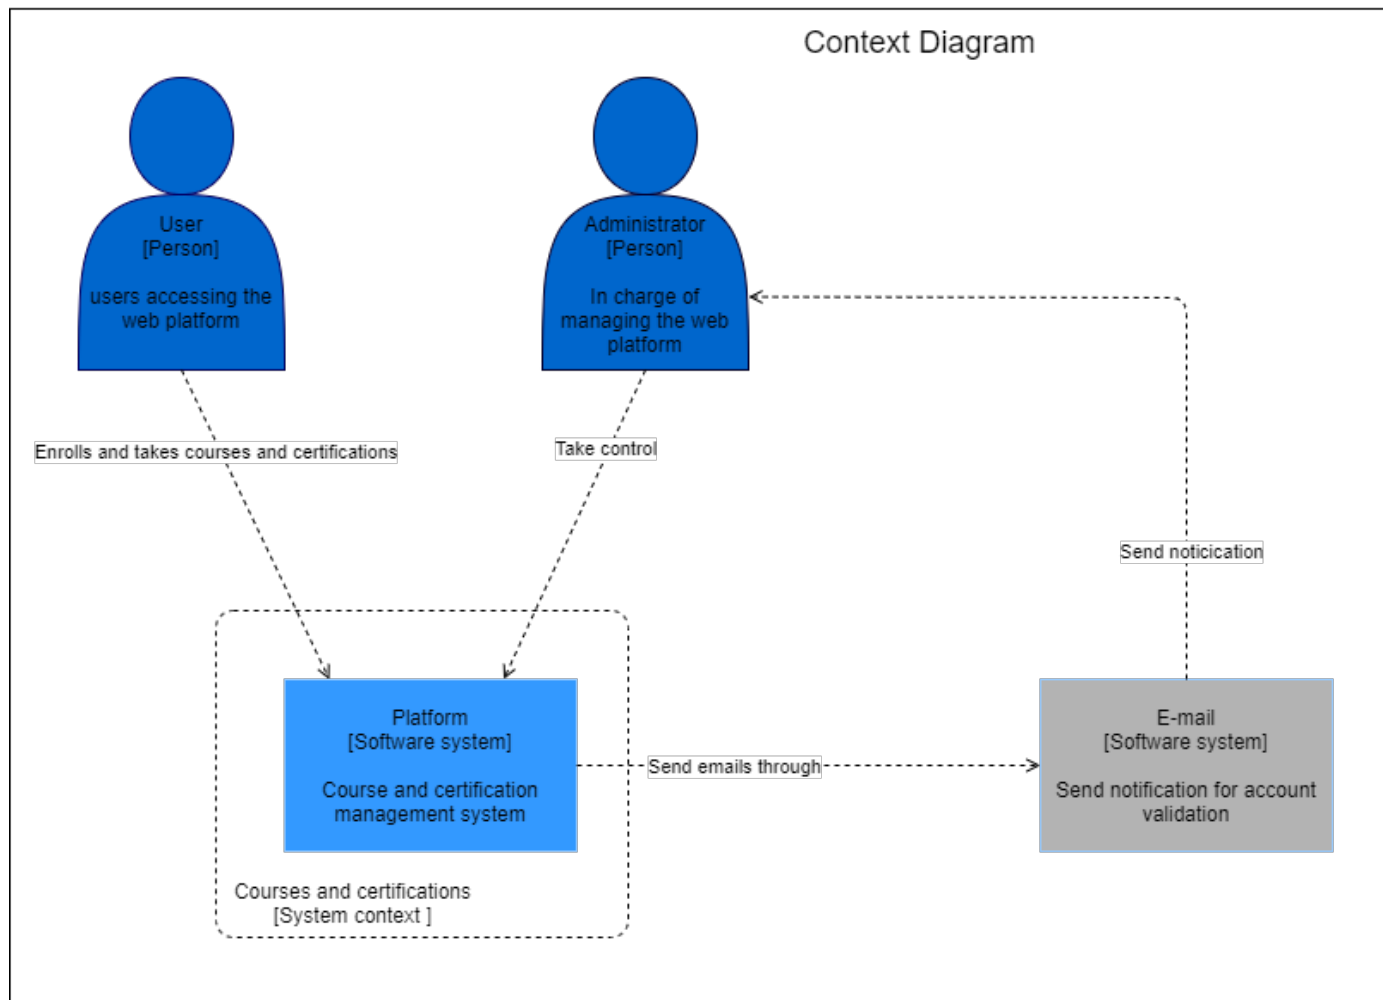 Context Diagram
User
[Person]
users accessing the
web platform
Administrator
[Person]
In charge of
managing the web
platform
Enrolls and takes courses and certifications
Take control
Send noticication
Platform
[Software system]
Course and certification
management system
Send emails through
E-mail
[Software system]
Send notification for account
validation
Courses and certifications
[System context ]